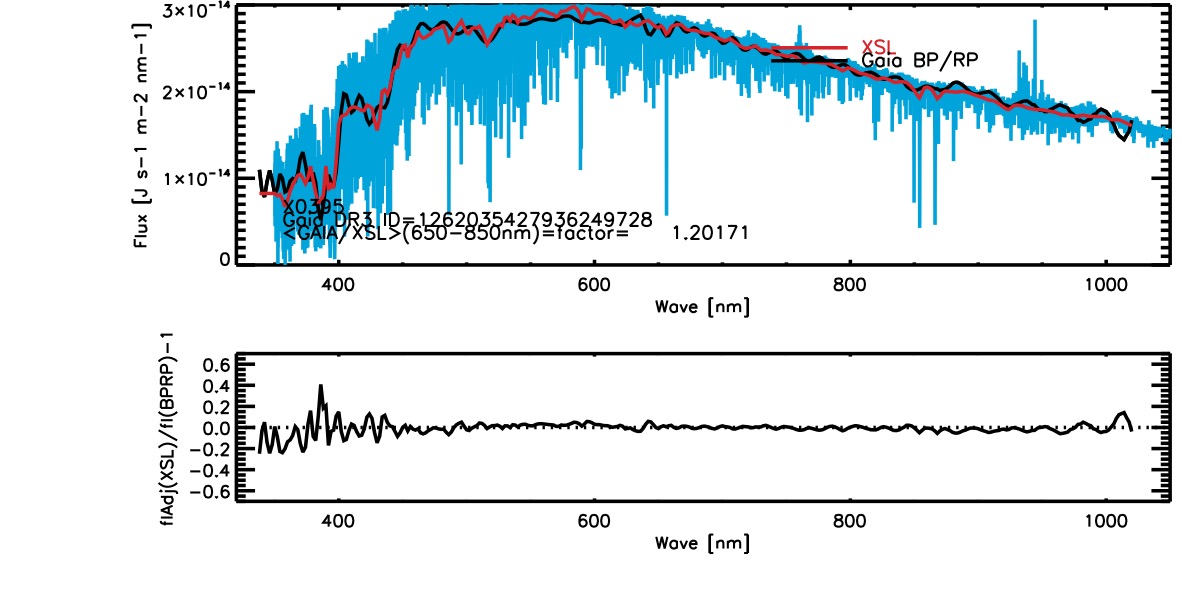 3×10−14
2×10−14
1×10−14
0
Flux [J s−1 m−2 nm−1]
XSL
Gaia BP/RP
X0395
Gaia DR3 ID=1262035427936249728
<GAIA/XSL>(650−850nm)=factor= 1.20171
400 600 800 1000
Wave [nm]
0.6
0.4
0.2
0.0
−0.2
−0.4
−0.6
flAdj(XSL)/fl(BPRP)−1
400 600 800 1000
Wave [nm]